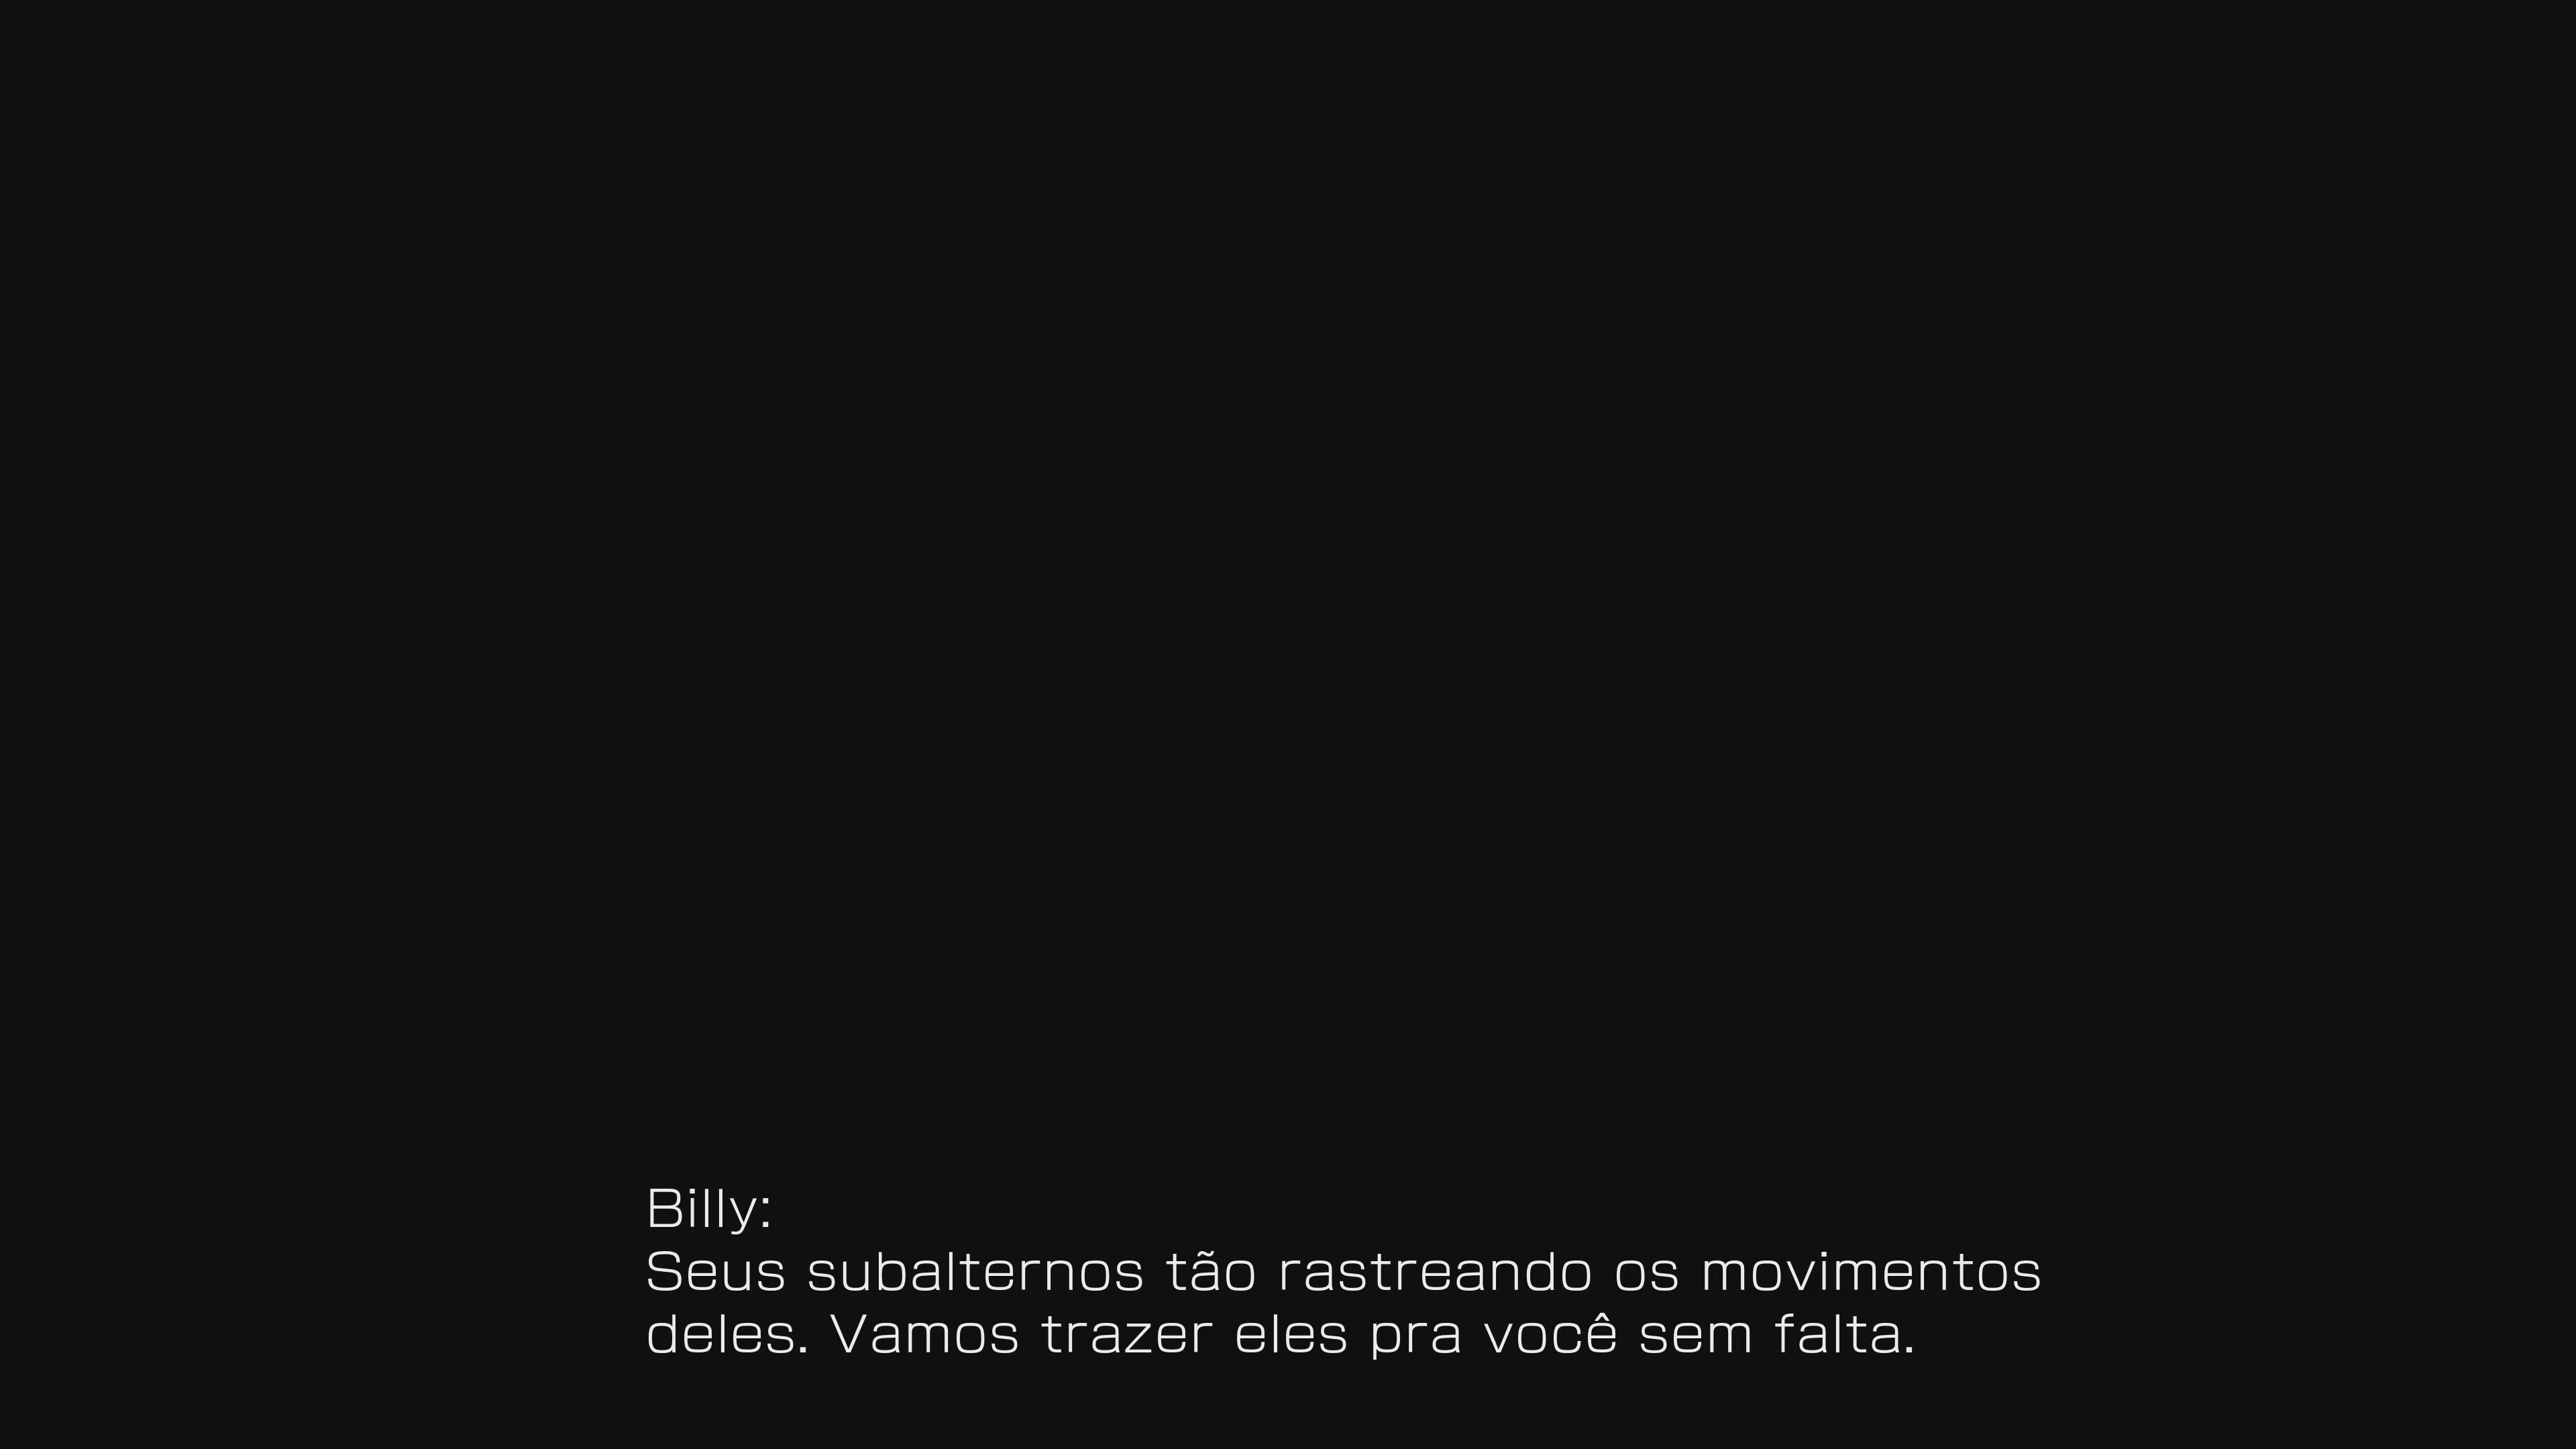 Billy:
Seus subalternos tão rastreando os movimentos
deles. Vamos trazer eles pra você sem falta.